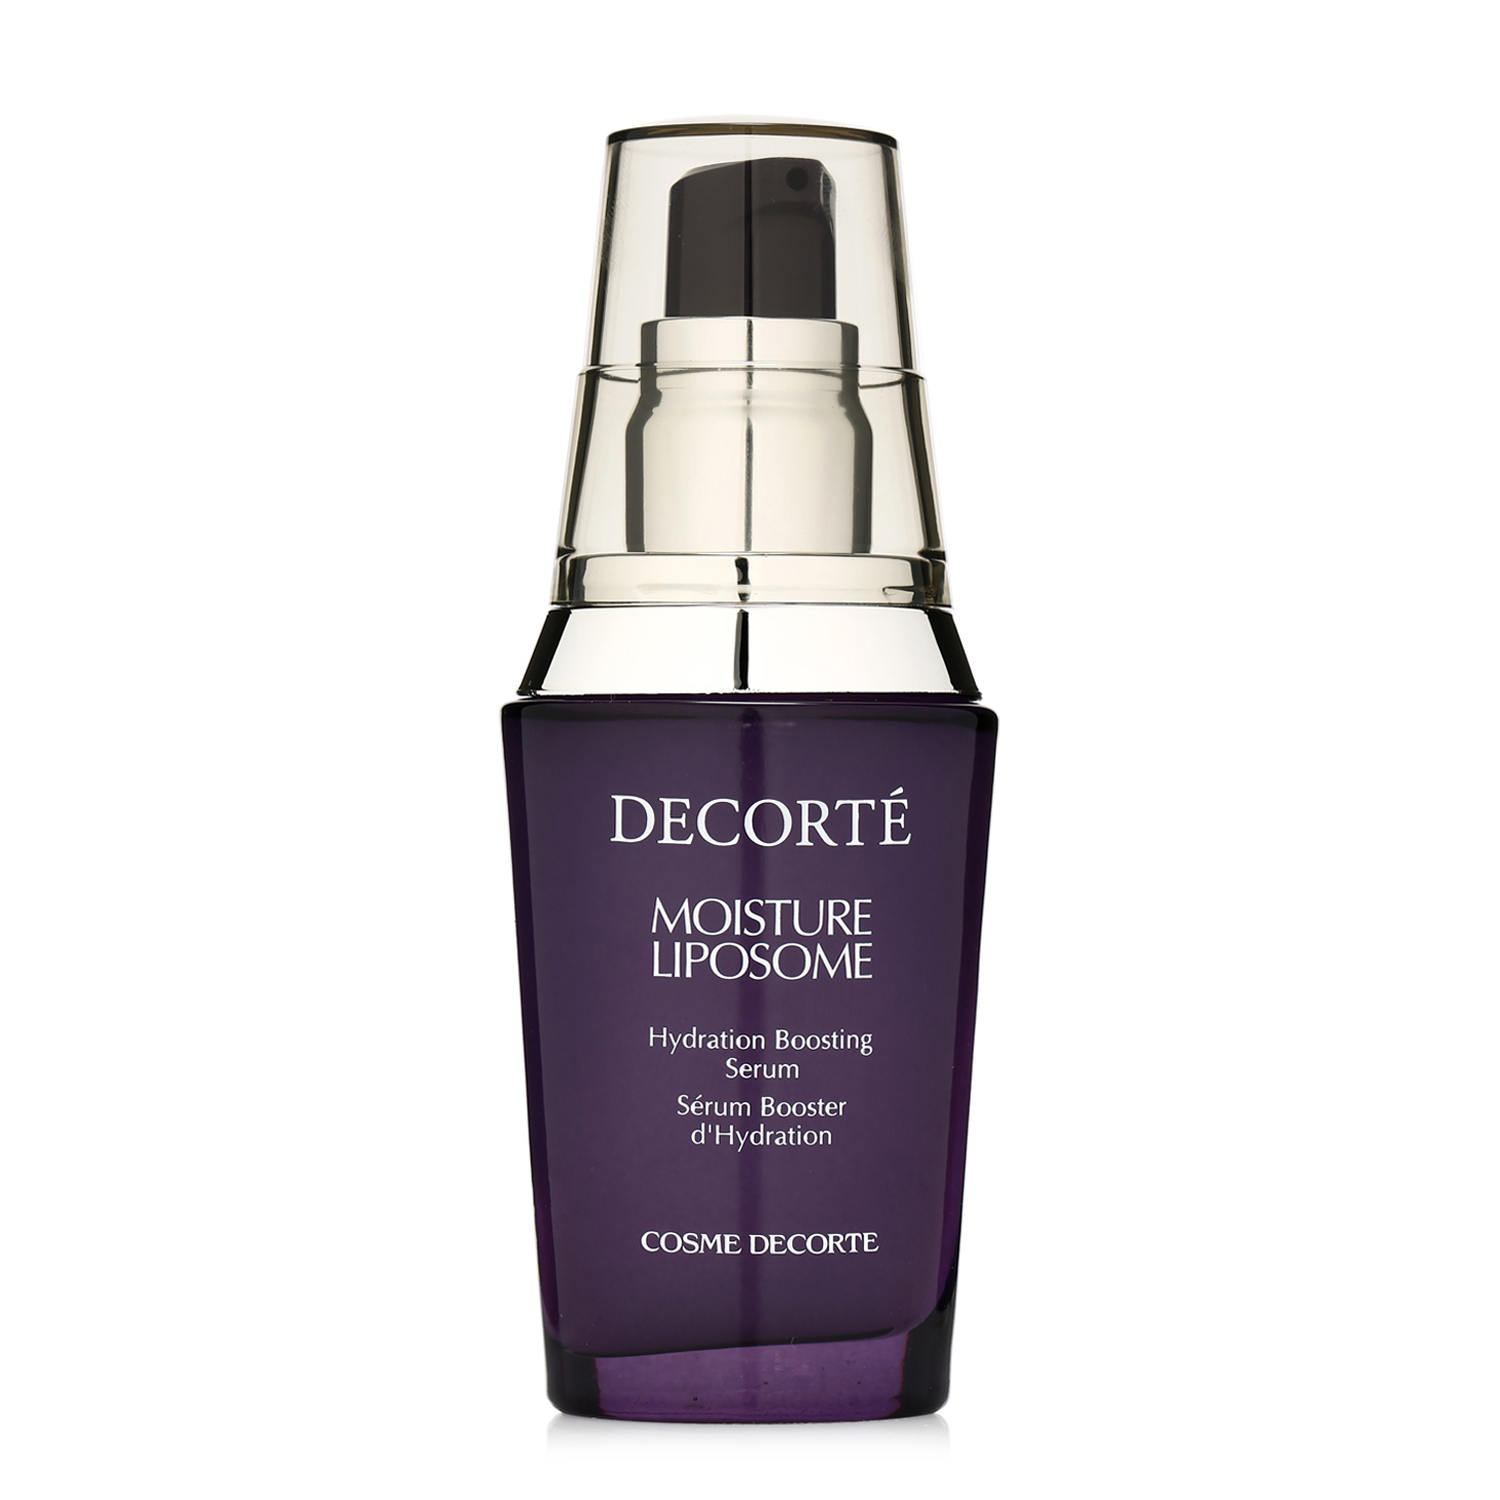 DECORTÉ
MOISTURE
LIPOSOME
Hydration Boosting
Serum
Sérum Booster
d'Hydration
COSME DECORTE